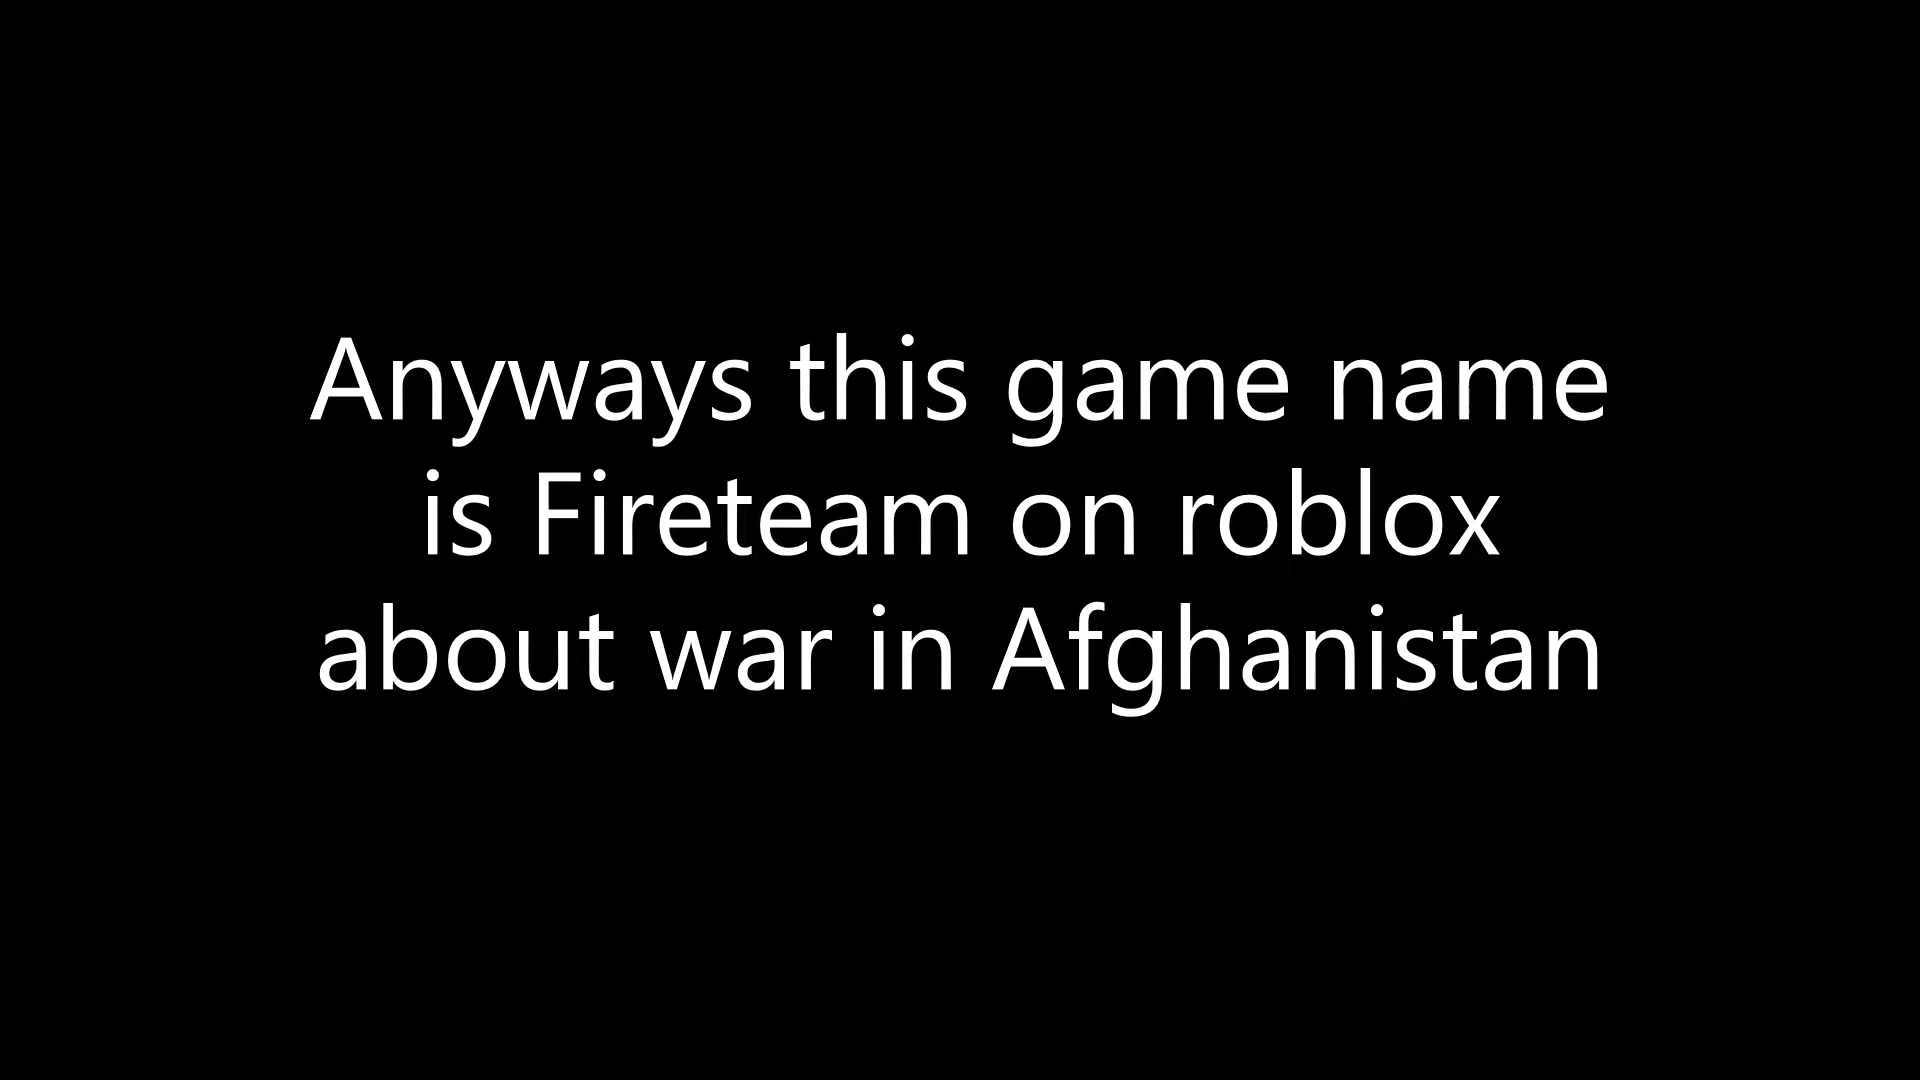 Anyways this game name
is Fireteam on roblox
about war in Afghanistan